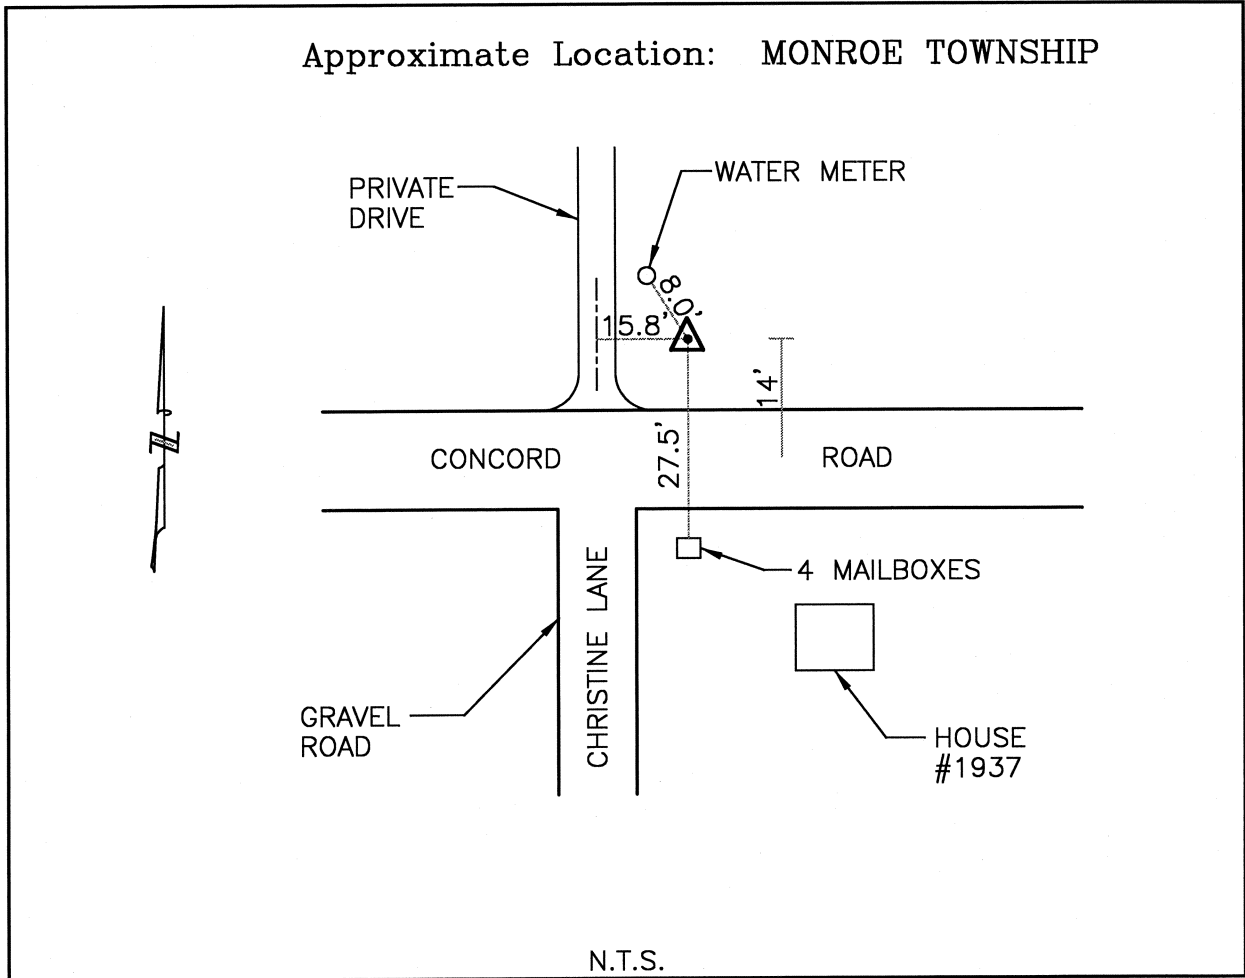 Approximate Location: MONROE TOWNSHIP
PRIVATE
DRIVE
WATER METER
8.0'
15.8'
14'
27.5'
CONCORD ROAD
4 MAILBOXES
CHRISTINE LANE
GRAVEL
ROAD
HOUSE
#1937
N
N.T.S.